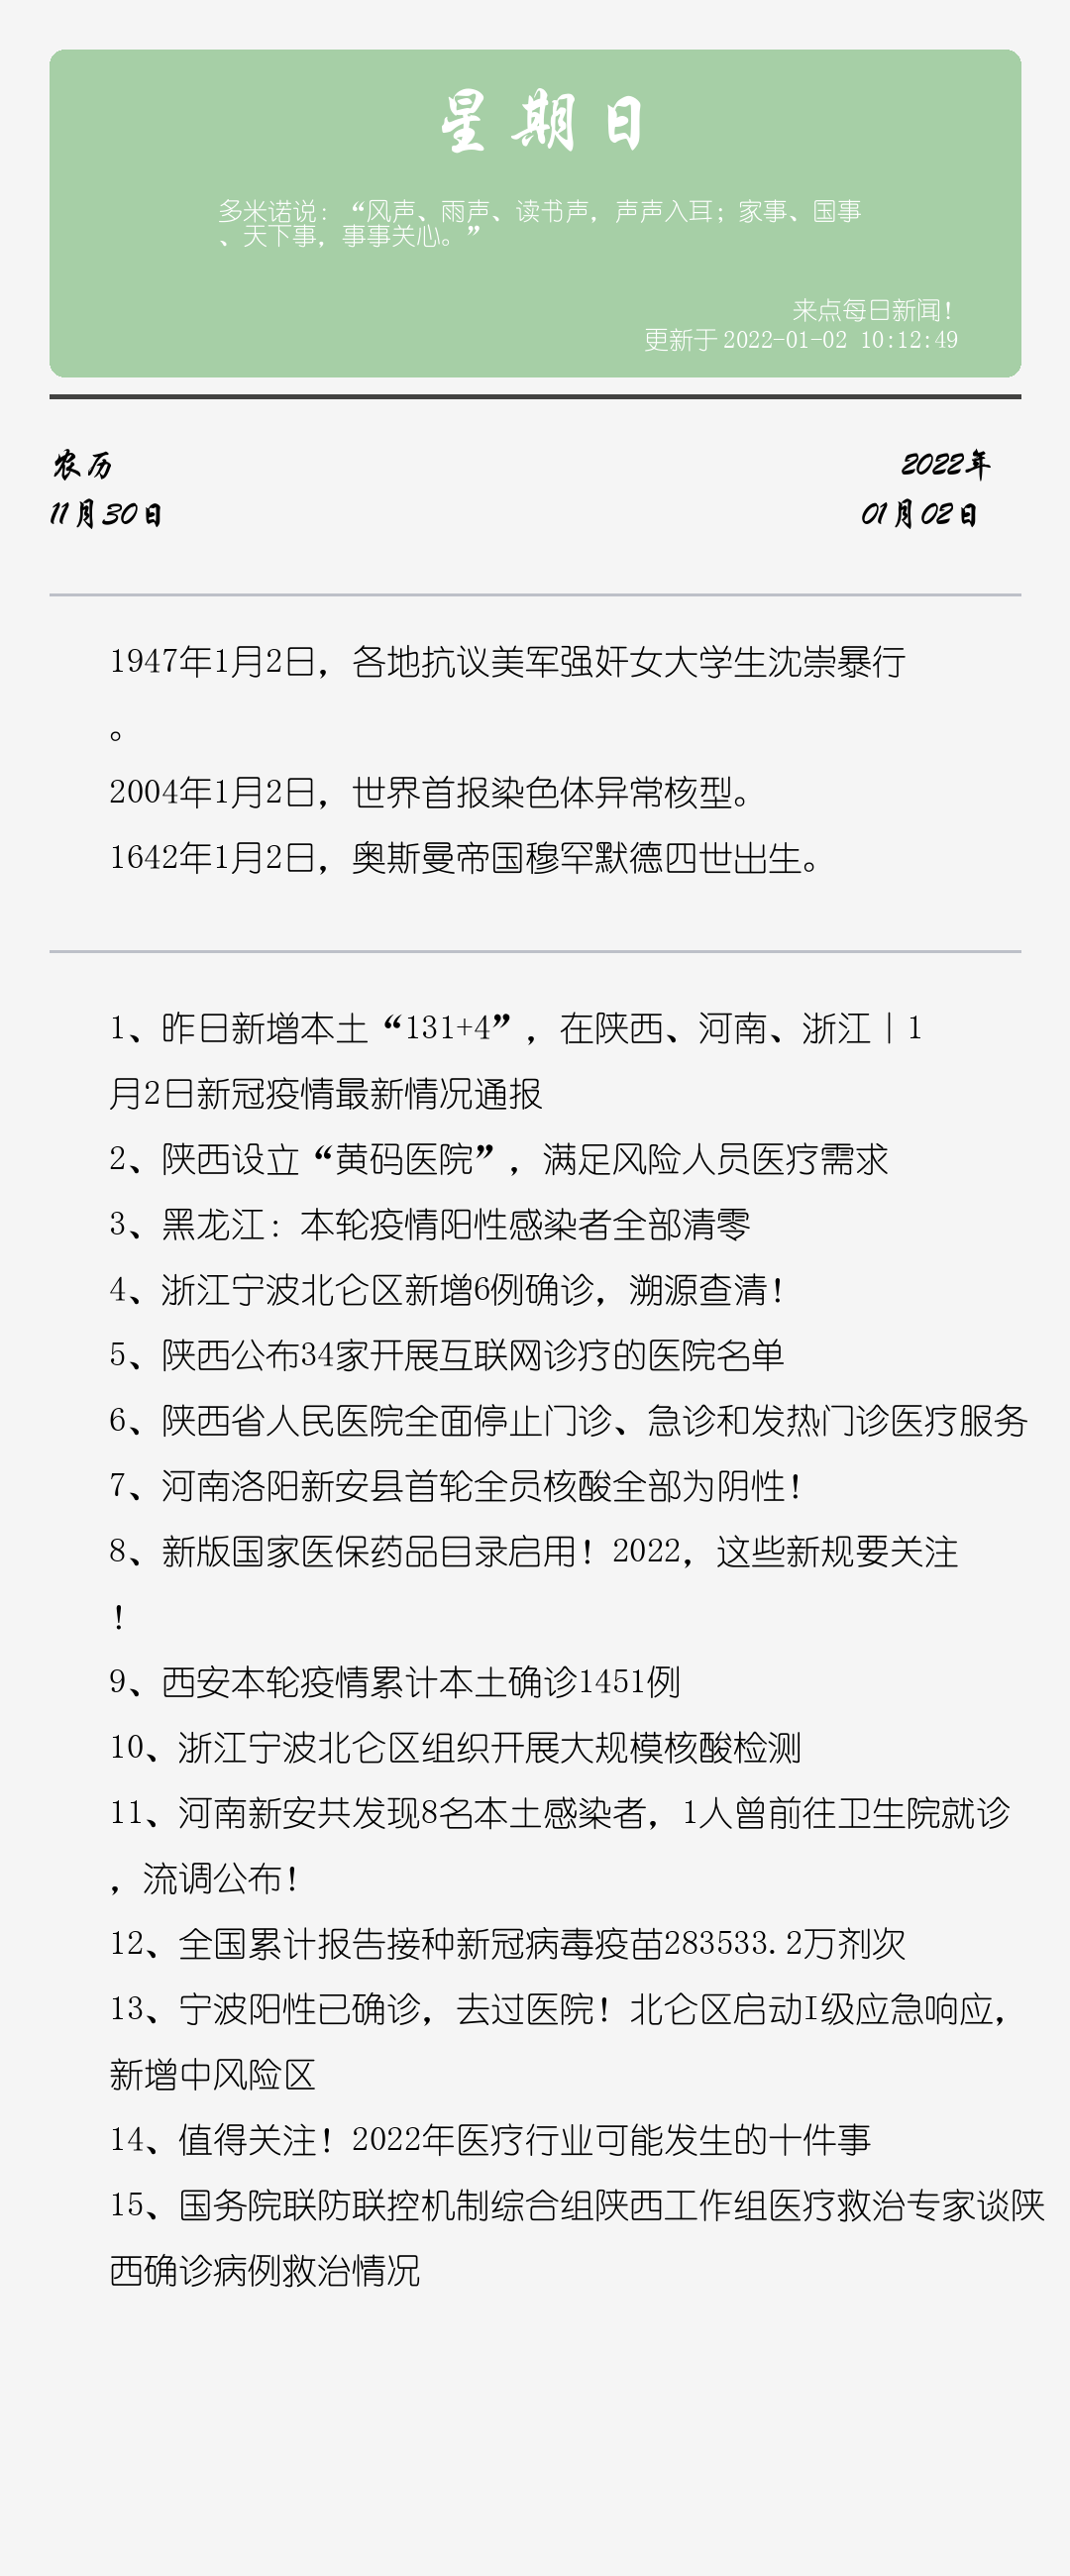 星期日
多米诺说：“风声、雨声、读书声，声声入耳；家事、国事
、天下事，事事关心。”
来点每日新闻！
更新于 2022-01-02 10:12:49
农历
2022年
11月30日
01月02日
1947年1月2日，各地抗议美军强奸女大学生沈崇暴行
。
2004年1月2日，世界首报染色体异常核型。
1642年1月2日，奥斯曼帝国穆罕默德四世出生。
1、昨日新增本土“131+4”，在陕西、河南、浙江丨1
月2日新冠疫情最新情况通报
2、陕西设立“黄码医院”，满足风险人员医疗需求
3、黑龙江：本轮疫情阳性感染者全部清零
4、浙江宁波北仑区新增6例确诊，溯源查清！
5、陕西公布34家开展互联网诊疗的医院名单
6、陕西省人民医院全面停止门诊、急诊和发热门诊医疗服务
7、河南洛阳新安县首轮全员核酸全部为阴性！
8、新版国家医保药品目录启用！2022，这些新规要关注
！
9、西安本轮疫情累计本土确诊1451例
10、浙江宁波北仑区组织开展大规模核酸检测
11、河南新安共发现8名本土感染者，1人曾前往卫生院就诊
，流调公布！
12、全国累计报告接种新冠病毒疫苗283533.2万剂次
13、宁波阳性已确诊，去过医院！北仑区启动I级应急响应，
新增中风险区
14、值得关注！2022年医疗行业可能发生的十件事
15、国务院联防联控机制综合组陕西工作组医疗救治专家谈陕
西确诊病例救治情况